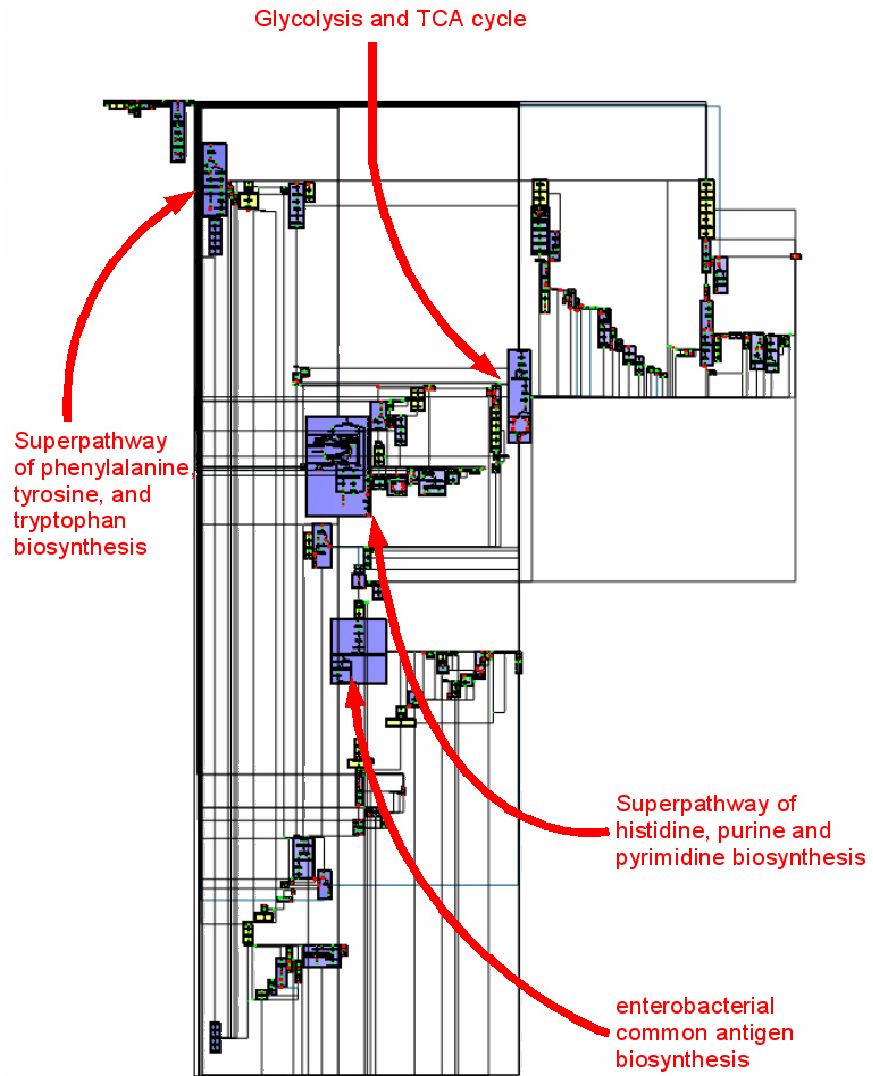 Glycolysis and TCA cycle
Superpathway
of phenylalanine,
tyrosine, and
tryptophan
biosynthesis
Superpathway of
histidine, purine and
pyrimidine biosynthesis
enterobacterial
common antigen
biosynthesis